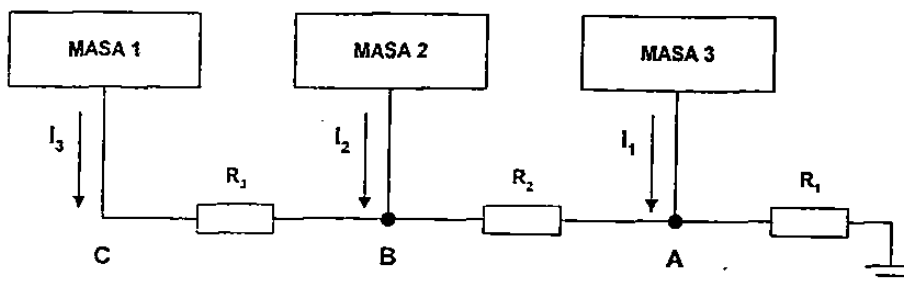 MASA 1
MASA 2
MASA 3
I₃
I₂
I₁
R₃
R₂
R₁
C
B
A